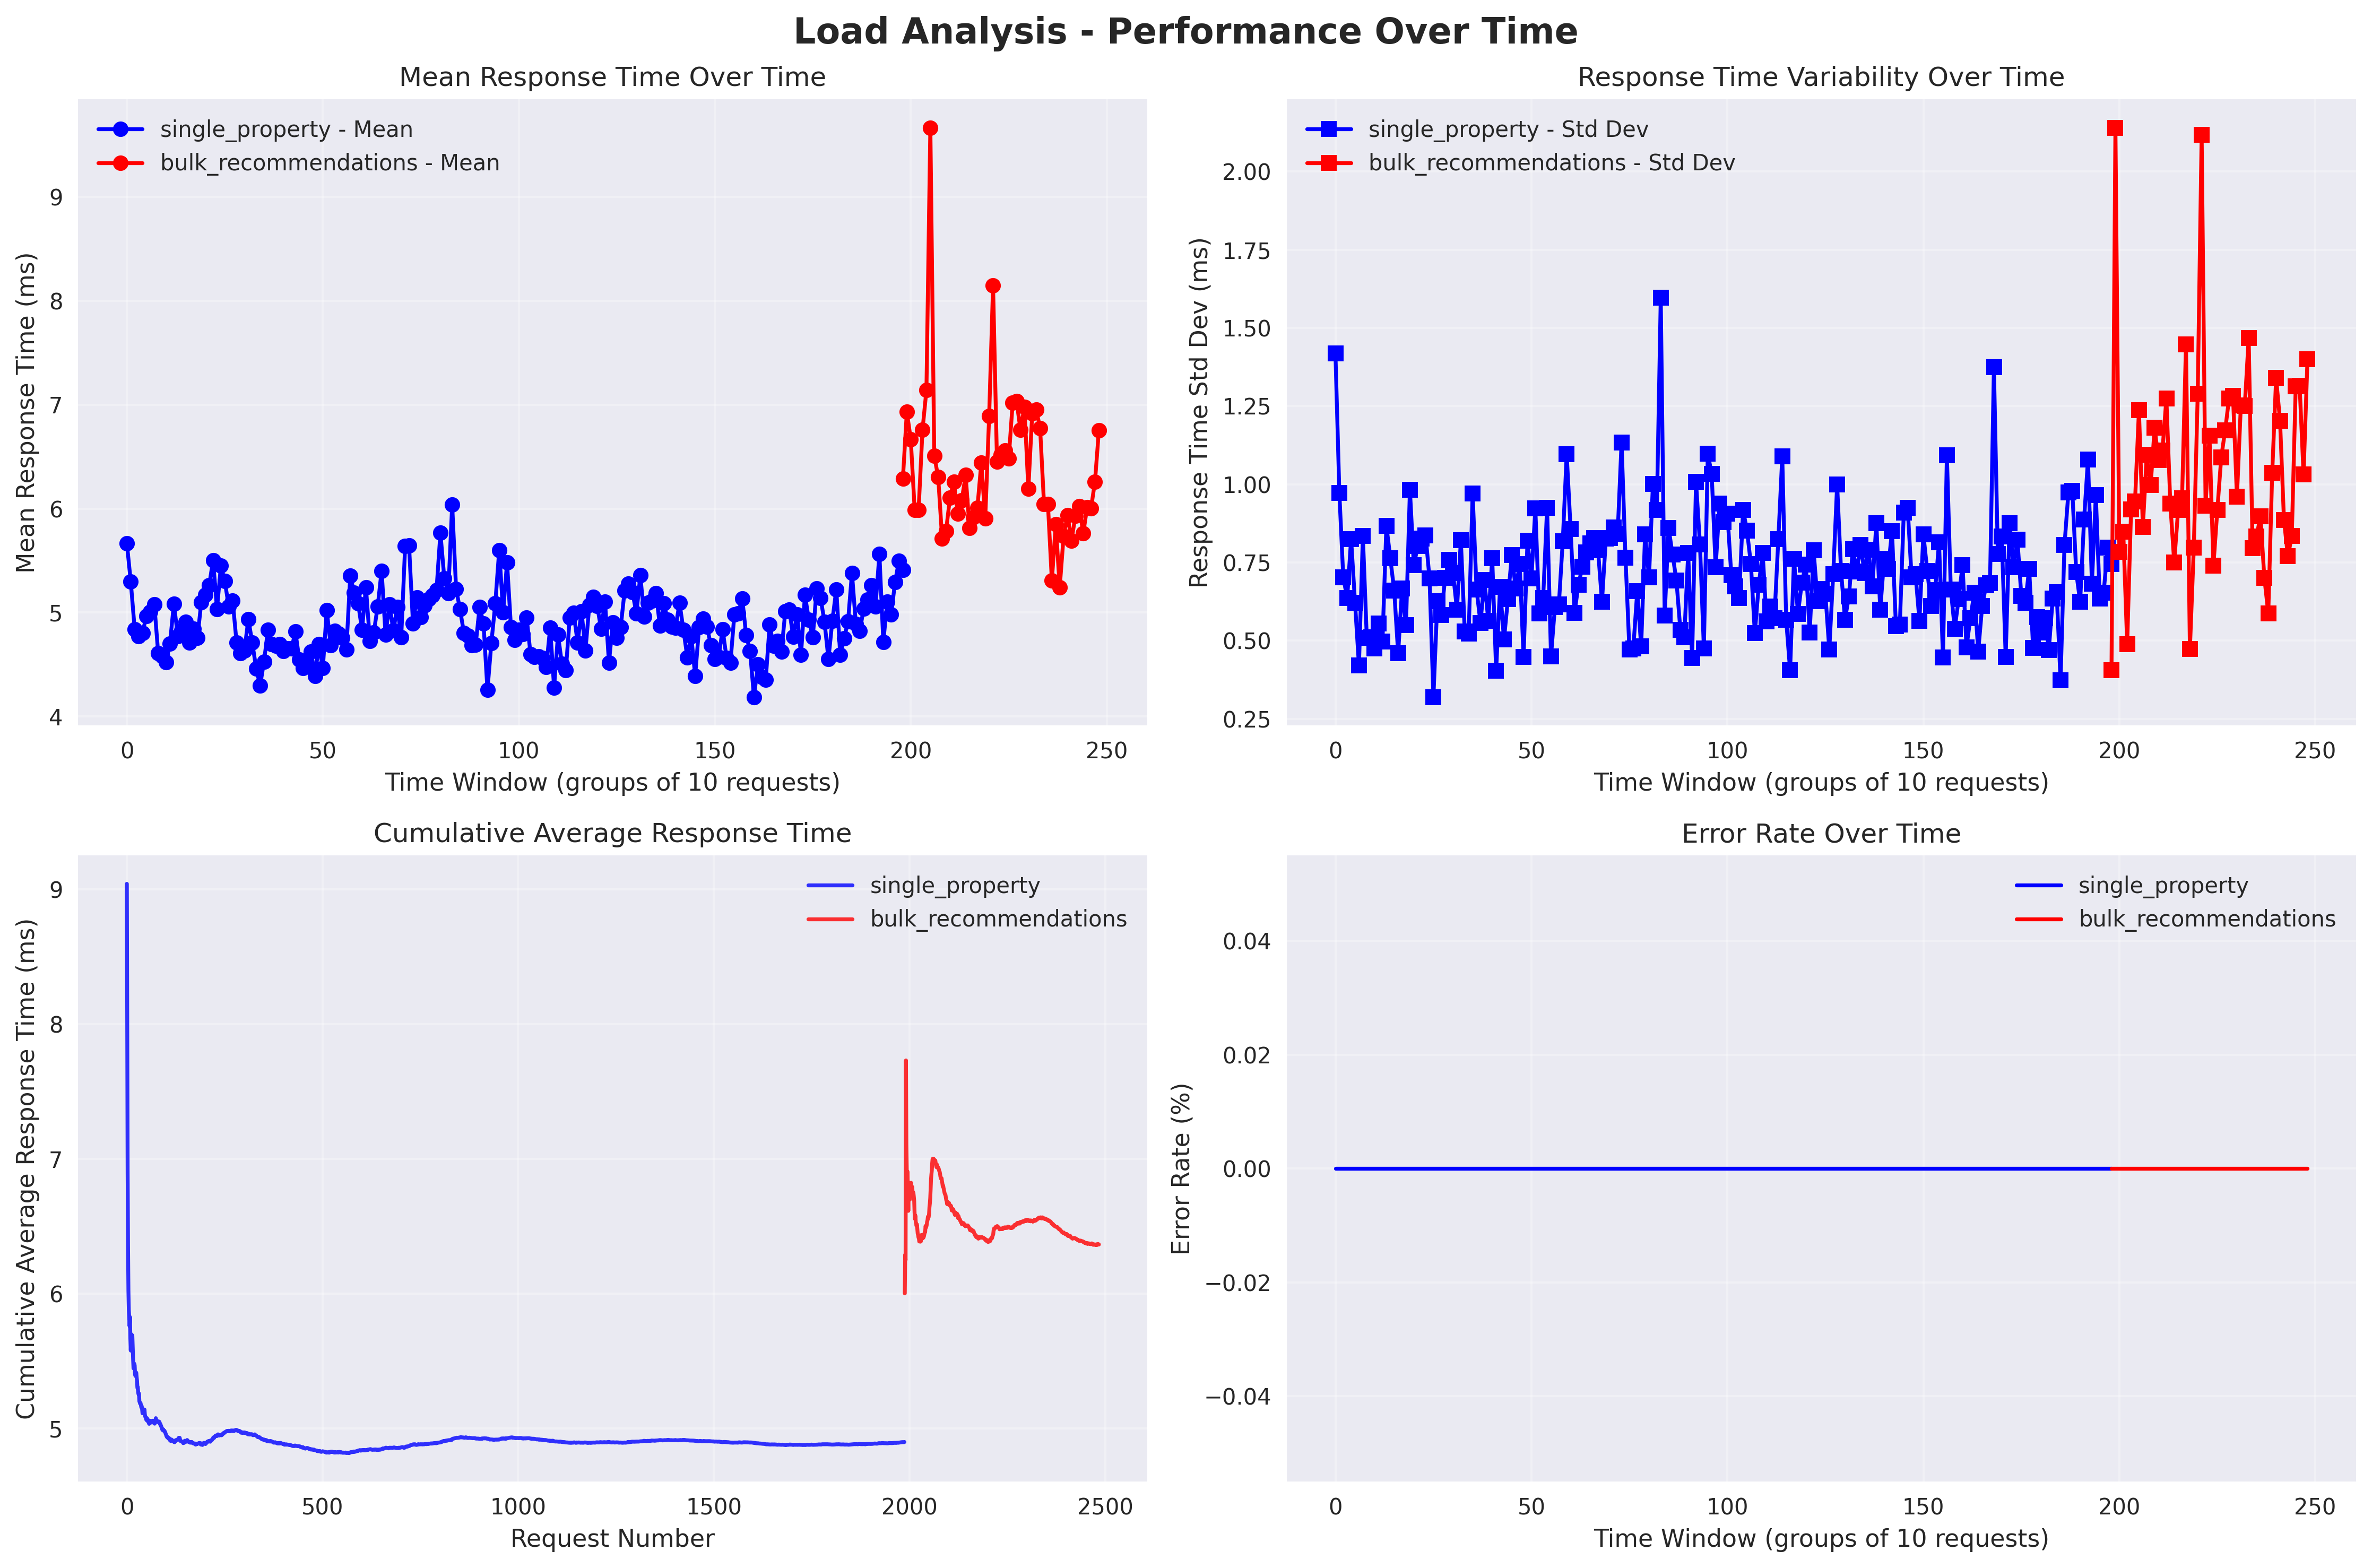 Load Analysis - Performance Over Time
Mean Response Time Over Time
single_property - Mean
bulk_recommendations - Mean
Mean Response Time (ms)
9
8
7
6
5
4
0 50 100 150 200 250
Time Window (groups of 10 requests)
Response Time Variability Over Time
single_property - Std Dev
bulk_recommendations - Std Dev
Response Time Std Dev (ms)
2.00
1.75
1.50
1.25
1.00
0.75
0.50
0.25
0 50 100 150 200 250
Time Window (groups of 10 requests)
Cumulative Average Response Time
single_property
bulk_recommendations
Cumulative Average Response Time (ms)
9
8
7
6
5
0 500 1000 1500 2000 2500
Request Number
Error Rate Over Time
single_property
bulk_recommendations
Error Rate (%)
0.04
0.02
0.00
−0.02
−0.04
0 50 100 150 200 250
Time Window (groups of 10 requests)